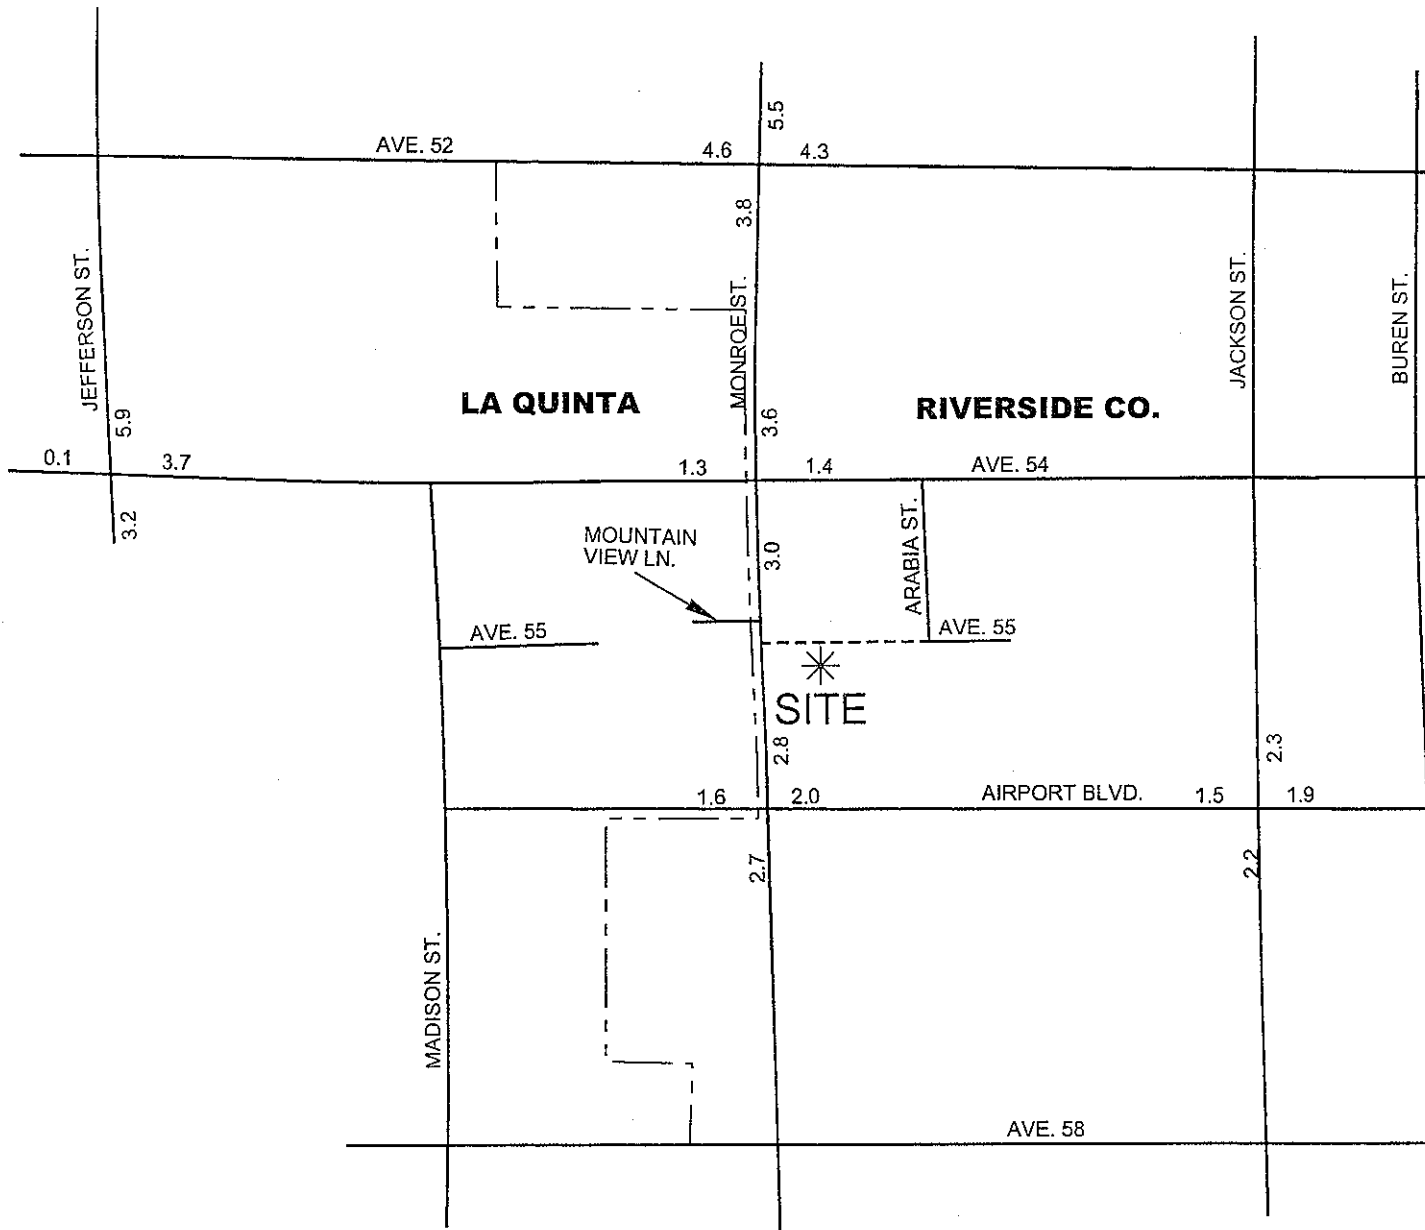 5.5
AVE. 52
4.6
4.3
3.8
JEFFERSON ST.
MONROE ST.
JACKSON ST.
BUREN ST.
5.9
LA QUINTA
RIVERSIDE CO.
3.6
0.1
3.7
1.3
1.4
AVE. 54
3.2
MOUNTAIN
VIEW LN.
3.0
ARABIA ST.
AVE. 55
AVE. 55
SITE
2.8
2.3
1.6
2.0
AIRPORT BLVD.
1.5
1.9
2.7
2.2
MADISON ST.
AVE. 58